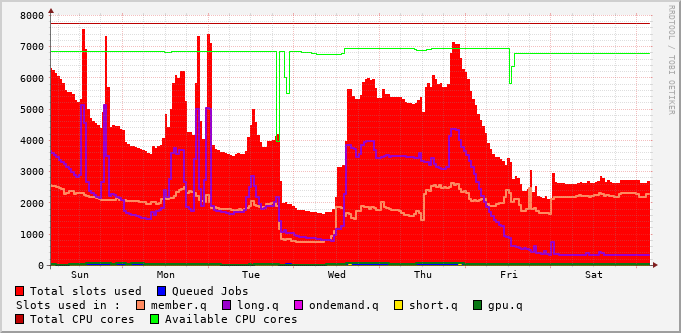 8000
7000
6000
5000
4000
3000
2000
1000
0
Sun Mon Tue Wed Thu Fri Sat
Total slots used Queued Jobs
Slots used in : member.q long.q ondemand.q short.q gpu.q
Total CPU cores Available CPU cores
RRDTOOL / TOBI OETIKER